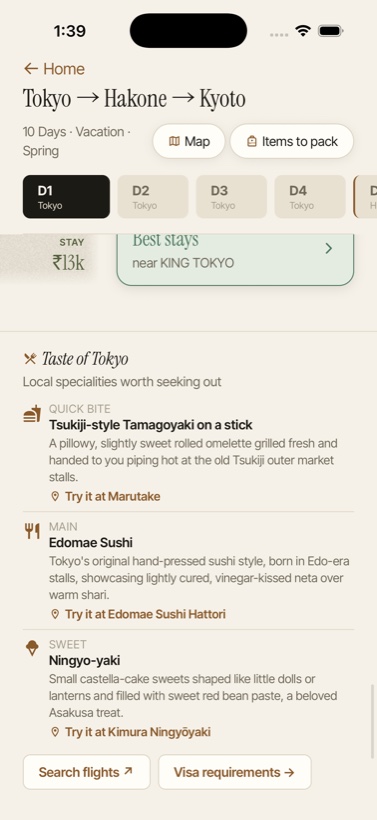 1:39
← Home
Tokyo → Hakone → Kyoto
10 Days · Vacation ·
Spring
Map
Items to pack
D1
Tokyo
D2
Tokyo
D3
Tokyo
D4
Tokyo
D
H
STAY
₹13k
Best stays
near KING TOKYO
Taste of Tokyo
Local specialities worth seeking out
QUICK BITE
Tsukiji-style Tamagoyaki on a stick
A pillowy, slightly sweet rolled omelette grilled fresh and
handed to you piping hot at the old Tsukiji outer market
stalls.
Try it at Marutake
MAIN
Edomae Sushi
Tokyo's original hand-pressed sushi style, born in Edo-era
stalls, showcasing lightly cured, vinegar-kissed neta over
warm shari.
Try it at Edomae Sushi Hattori
SWEET
Ningyo-yaki
Small castella-cake sweets shaped like little dolls or
lanterns and filled with sweet red bean paste, a beloved
Asakusa treat.
Try it at Kimura Ningyōyaki
Search flights ↗
Visa requirements →